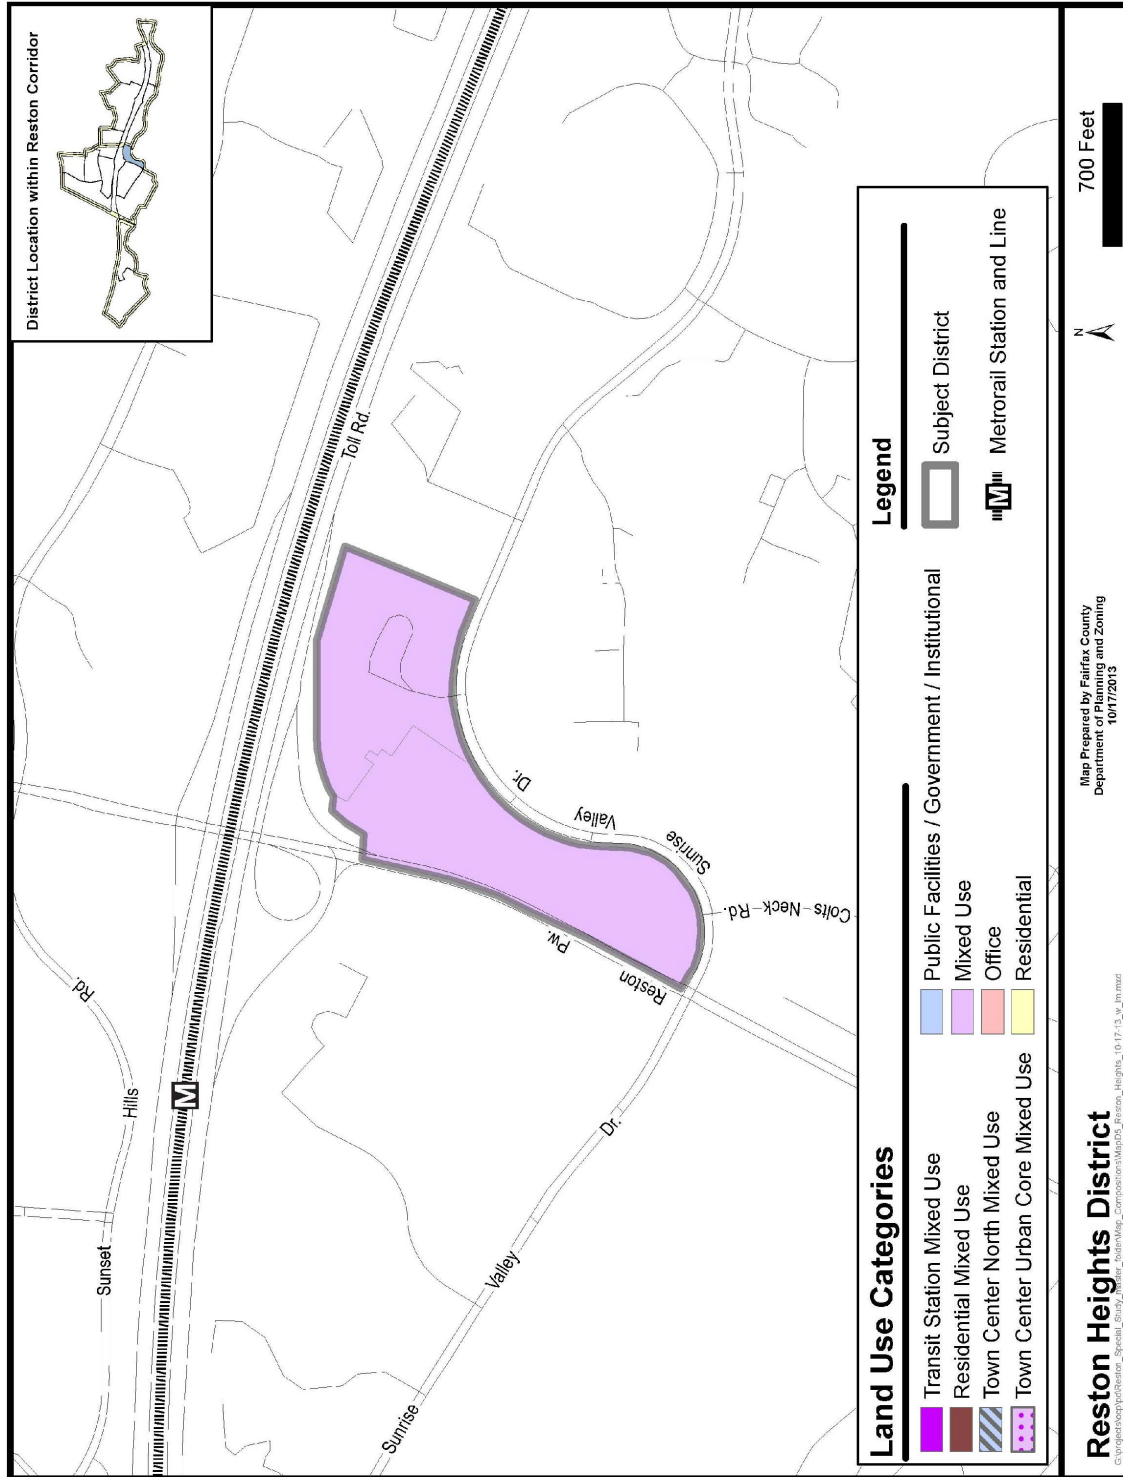 District Location within Reston Corridor
Sunset
Hills
Rd.
Toll Rd.
M
Sunrise
Valley
Dr.
Reston
Pw.
Colts-Neck-Rd.
Sunrise
Valley
Dr.
Land Use Categories
Transit Station Mixed Use
Residential Mixed Use
Town Center North Mixed Use
Town Center Urban Core Mixed Use
Public Facilities / Government / Institutional
Mixed Use
Office
Residential
Legend
Subject District
M
Metrorail Station and Line
Reston Heights District
Map Prepared by Fairfax County
Department of Planning and Zoning
10/17/2013
N
700 Feet